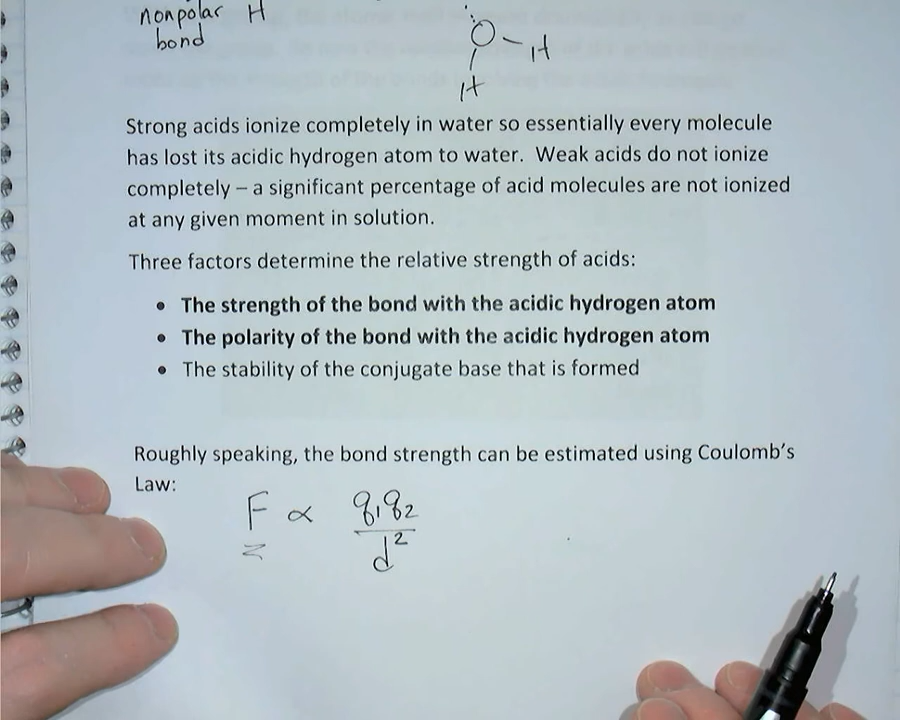 nonpolar H
bond
:O-H
H
Strong acids ionize completely in water so essentially every molecule
has lost its acidic hydrogen atom to water. Weak acids do not ionize
completely – a significant percentage of acid molecules are not ionized
at any given moment in solution.
Three factors determine the relative strength of acids:
• The strength of the bond with the acidic hydrogen atom
• The polarity of the bond with the acidic hydrogen atom
• The stability of the conjugate base that is formed
Roughly speaking, the bond strength can be estimated using Coulomb's
Law:
F ∝ q₁q₂
d²